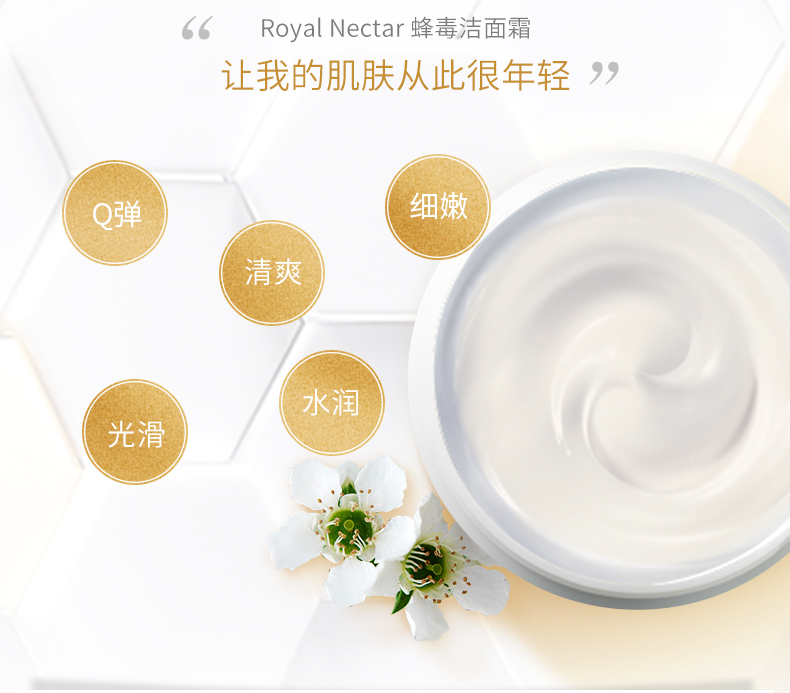 “ Royal Nectar 蜂毒洁面霜
让我的肌肤从此很年轻 ”
Q弹
细嫩
清爽
水润
光滑